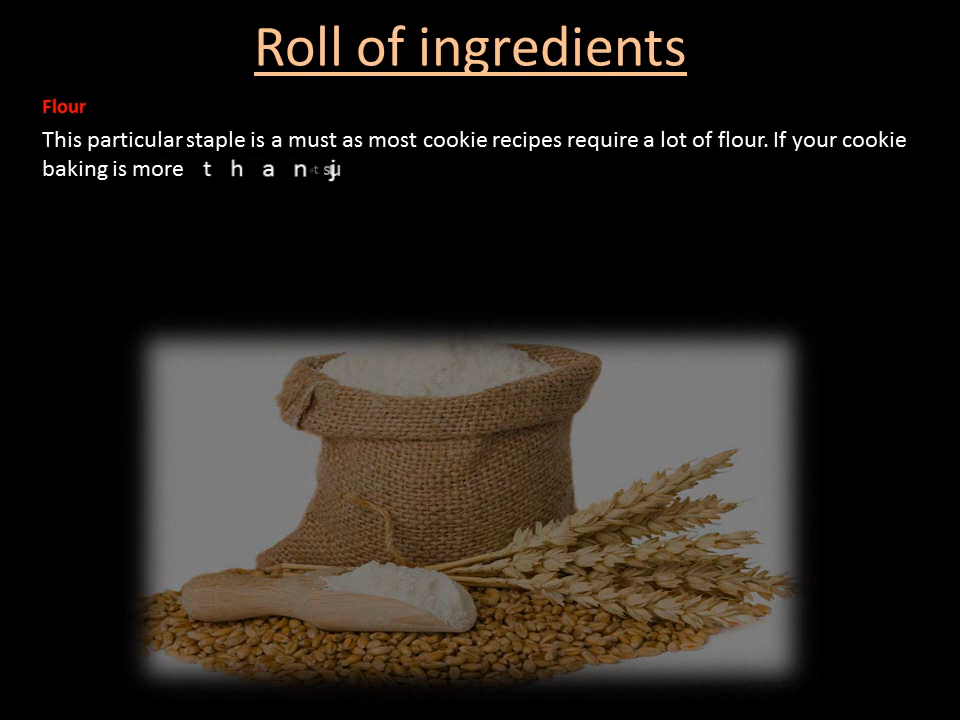 Roll of ingredients
Flour
This particular staple is a must as most cookie recipes require a lot of flour. If your cookie
baking is more than